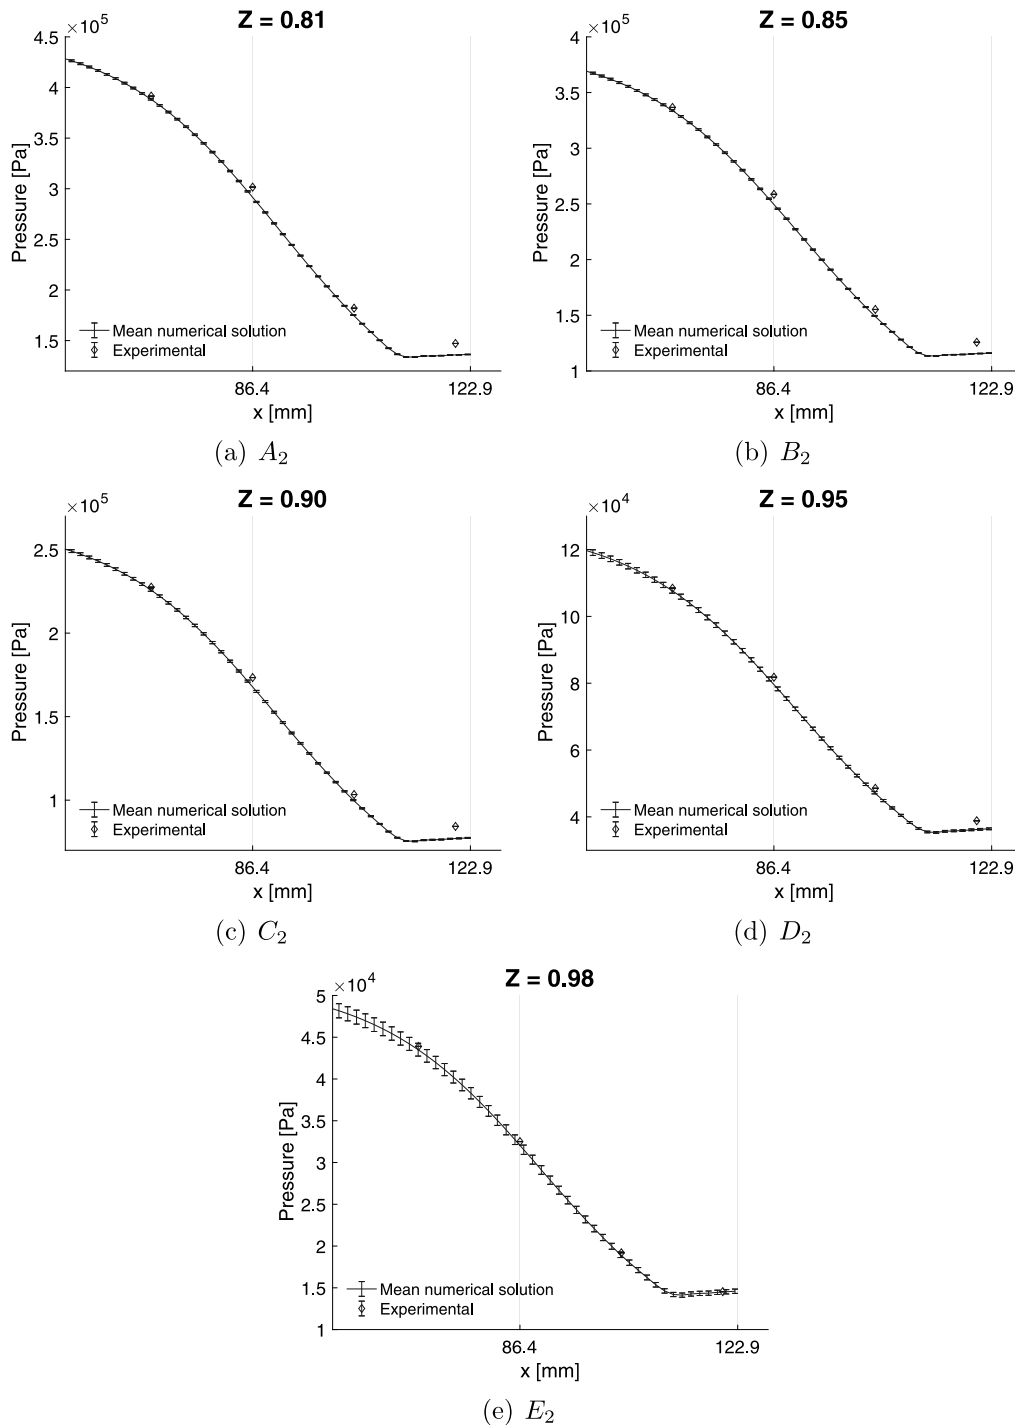 Z = 0.81
×10^5
4.5
4
3.5
3
2.5
2
1.5
Pressure [Pa]
Mean numerical solution
Experimental
86.4 122.9
x [mm]
(a) A_2
Z = 0.85
×10^5
4
3.5
3
2.5
2
1.5
1
Pressure [Pa]
Mean numerical solution
Experimental
86.4 122.9
x [mm]
(b) B_2
Z = 0.90
×10^5
2.5
2
1.5
1
Pressure [Pa]
Mean numerical solution
Experimental
86.4 122.9
x [mm]
(c) C_2
Z = 0.95
×10^4
12
10
8
6
4
Pressure [Pa]
Mean numerical solution
Experimental
86.4 122.9
x [mm]
(d) D_2
Z = 0.98
×10^4
5
4.5
4
3.5
3
2.5
2
1.5
1
Pressure [Pa]
Mean numerical solution
Experimental
86.4 122.9
x [mm]
(e) E_2